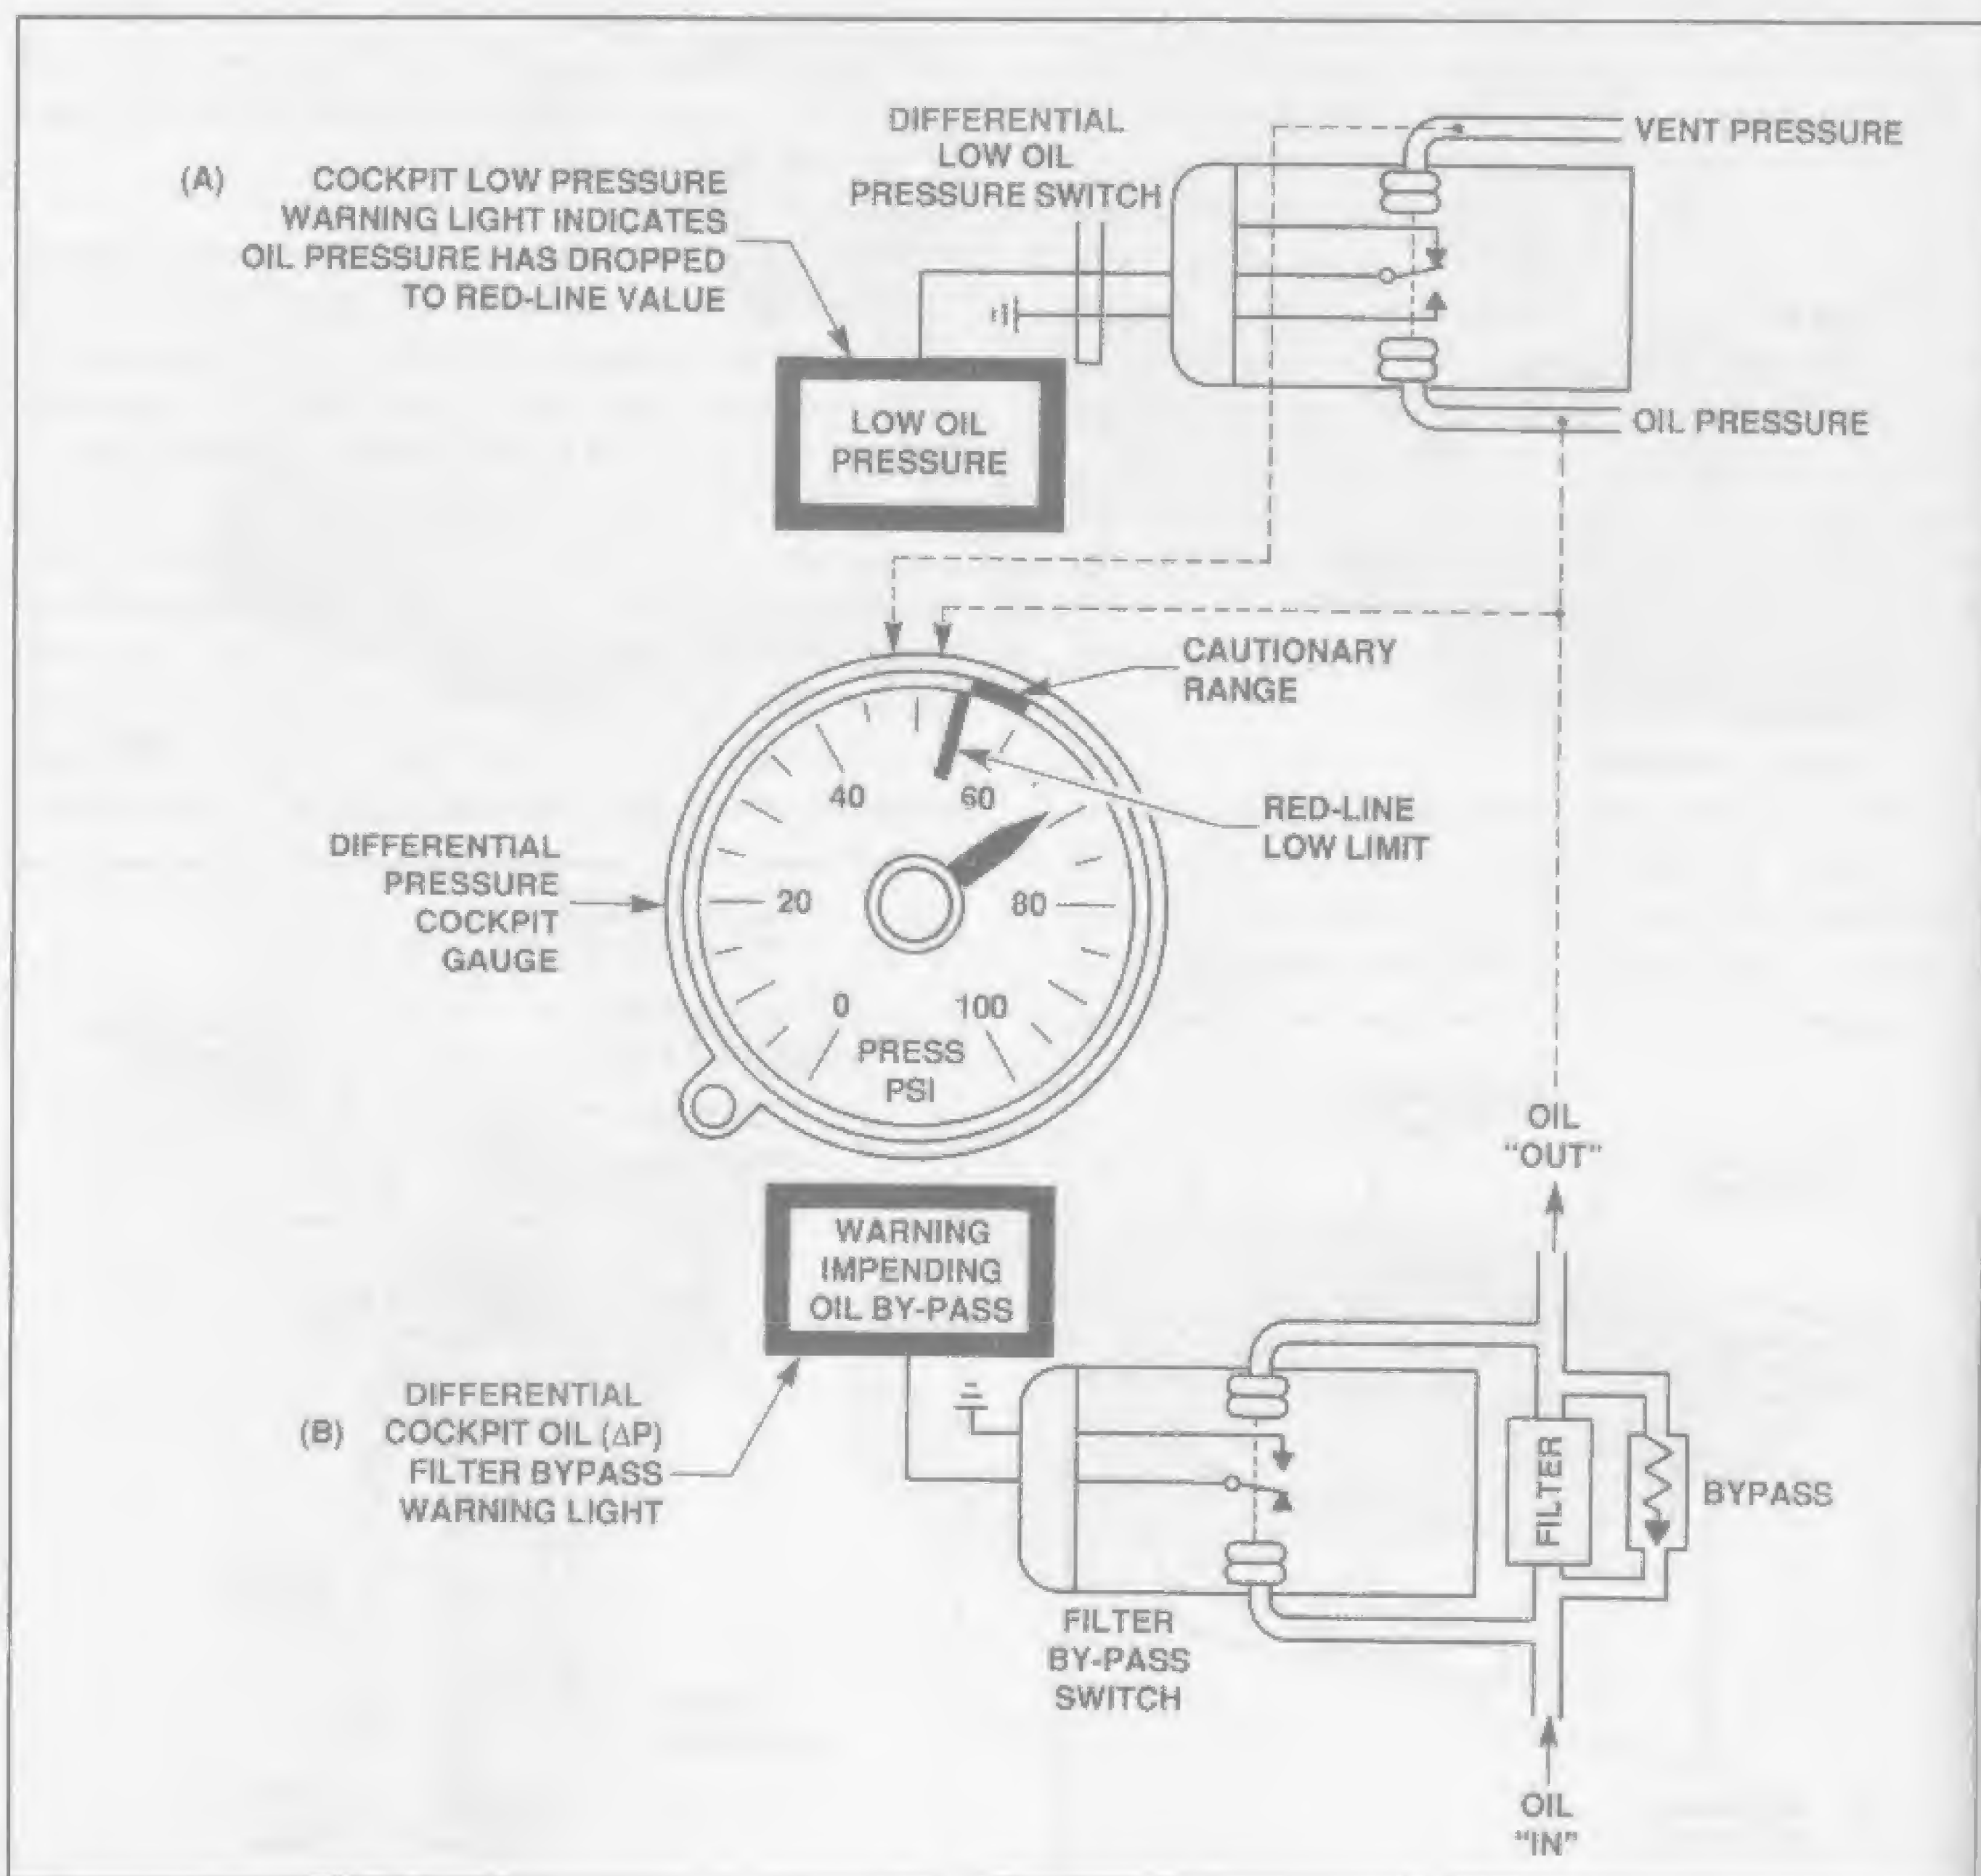 DIFFERENTIAL
LOW OIL
PRESSURE SWITCH
VENT PRESSURE
(A) COCKPIT LOW PRESSURE
WARNING LIGHT INDICATES
OIL PRESSURE HAS DROPPED
TO RED-LINE VALUE
LOW OIL
PRESSURE
OIL PRESSURE
CAUTIONARY
RANGE
RED-LINE
LOW LIMIT
DIFFERENTIAL
PRESSURE
COCKPIT
GAUGE
40
60
20
80
0
100
PRESS
PSI
OIL
"OUT"
WARNING
IMPENDING
OIL BY-PASS
DIFFERENTIAL
(B) COCKPIT OIL (ΔP)
FILTER BYPASS
WARNING LIGHT
FILTER
BYPASS
FILTER
BY-PASS
SWITCH
OIL
"IN"